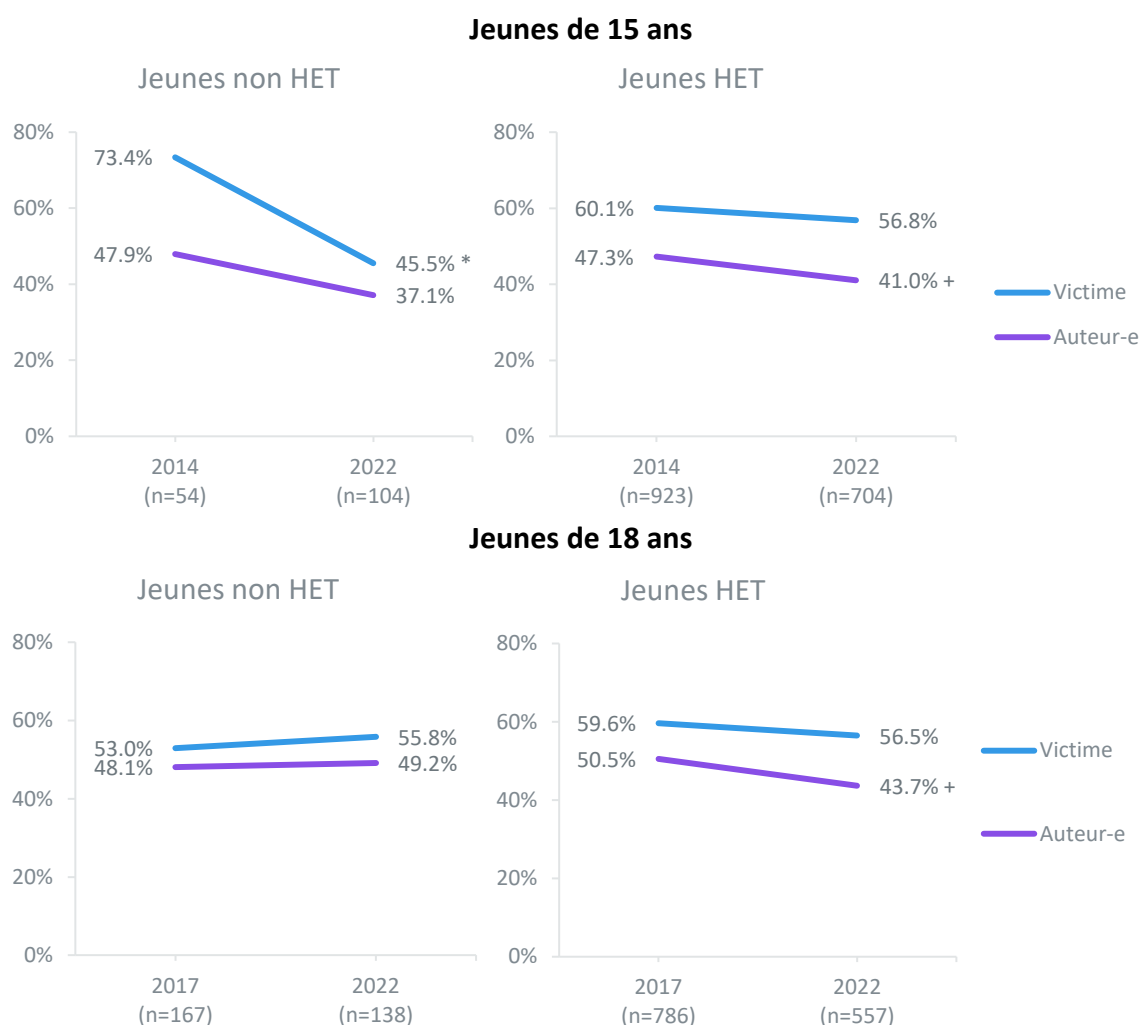 Jeunes de 15 ans
Jeunes non HET
80%
60%
40%
20%
0%
73.4%
47.9%
45.5% *
37.1%
2014
(n=54)
2022
(n=104)
Jeunes HET
80%
60%
40%
20%
0%
60.1%
47.3%
56.8%
41.0% +
2014
(n=923)
2022
(n=704)
Victime
Auteur-e
Jeunes de 18 ans
Jeunes non HET
80%
60%
40%
20%
0%
53.0%
48.1%
55.8%
49.2%
2017
(n=167)
2022
(n=138)
Jeunes HET
80%
60%
40%
20%
0%
59.6%
50.5%
56.5%
43.7% +
2017
(n=786)
2022
(n=557)
Victime
Auteur-e